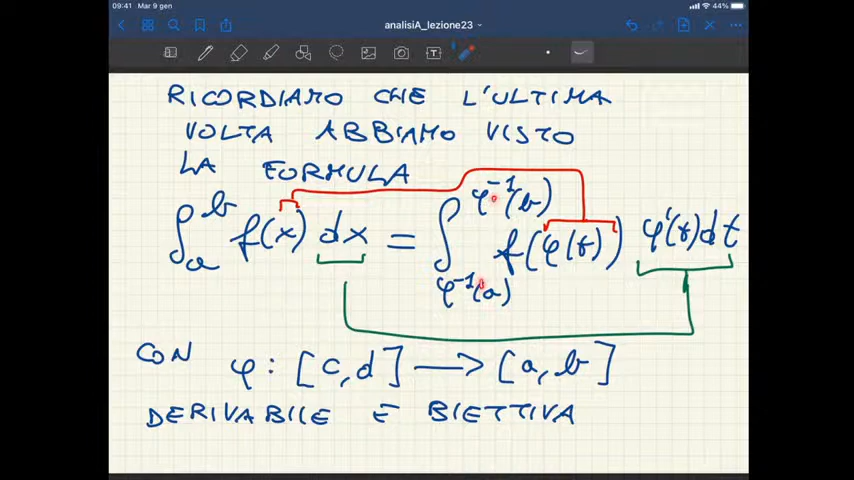 09:41 Mar 9 gen
44%
analisiA_lezione23
RICORDIAMO CHE L'ULTIMA
VOLTA ABBIAMO VISTO
LA FORMULA
∫_a^b f(x) dx = ∫_{φ⁻¹(a)}^{φ⁻¹(b)} f(φ(t)) φ'(t)dt
CON φ : [c,d] ⟶ [a,b]
DERIVABILE E BIETTIVA